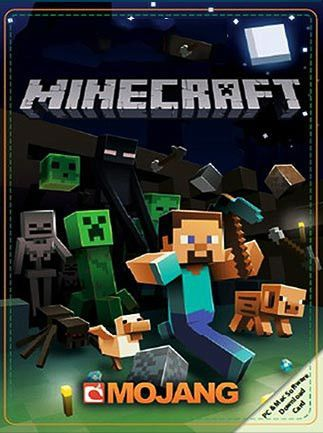 MINECRAFT
MOJANG
PC & Mac Software
Download
Card